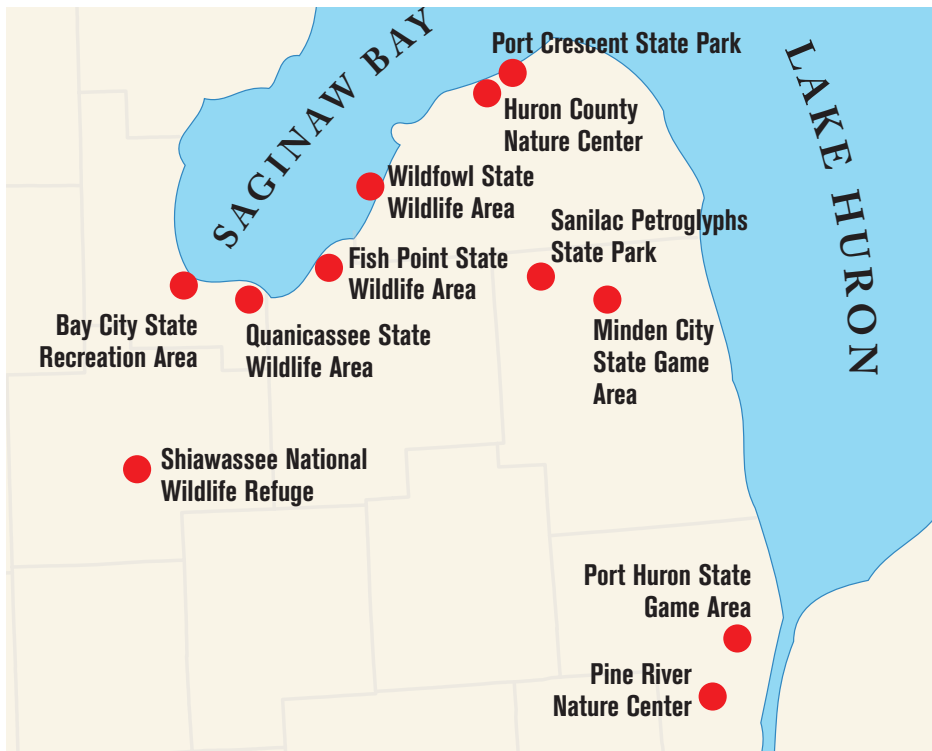 SAGINAW BAY
LAKE HURON
Port Crescent State Park
Huron County
Nature Center
Wildfowl State
Wildlife Area
Sanilac Petroglyphs
State Park
Fish Point State
Wildlife Area
Bay City State
Recreation Area
Quanicassee State
Wildlife Area
Minden City
State Game
Area
Shiawassee National
Wildlife Refuge
Port Huron State
Game Area
Pine River
Nature Center